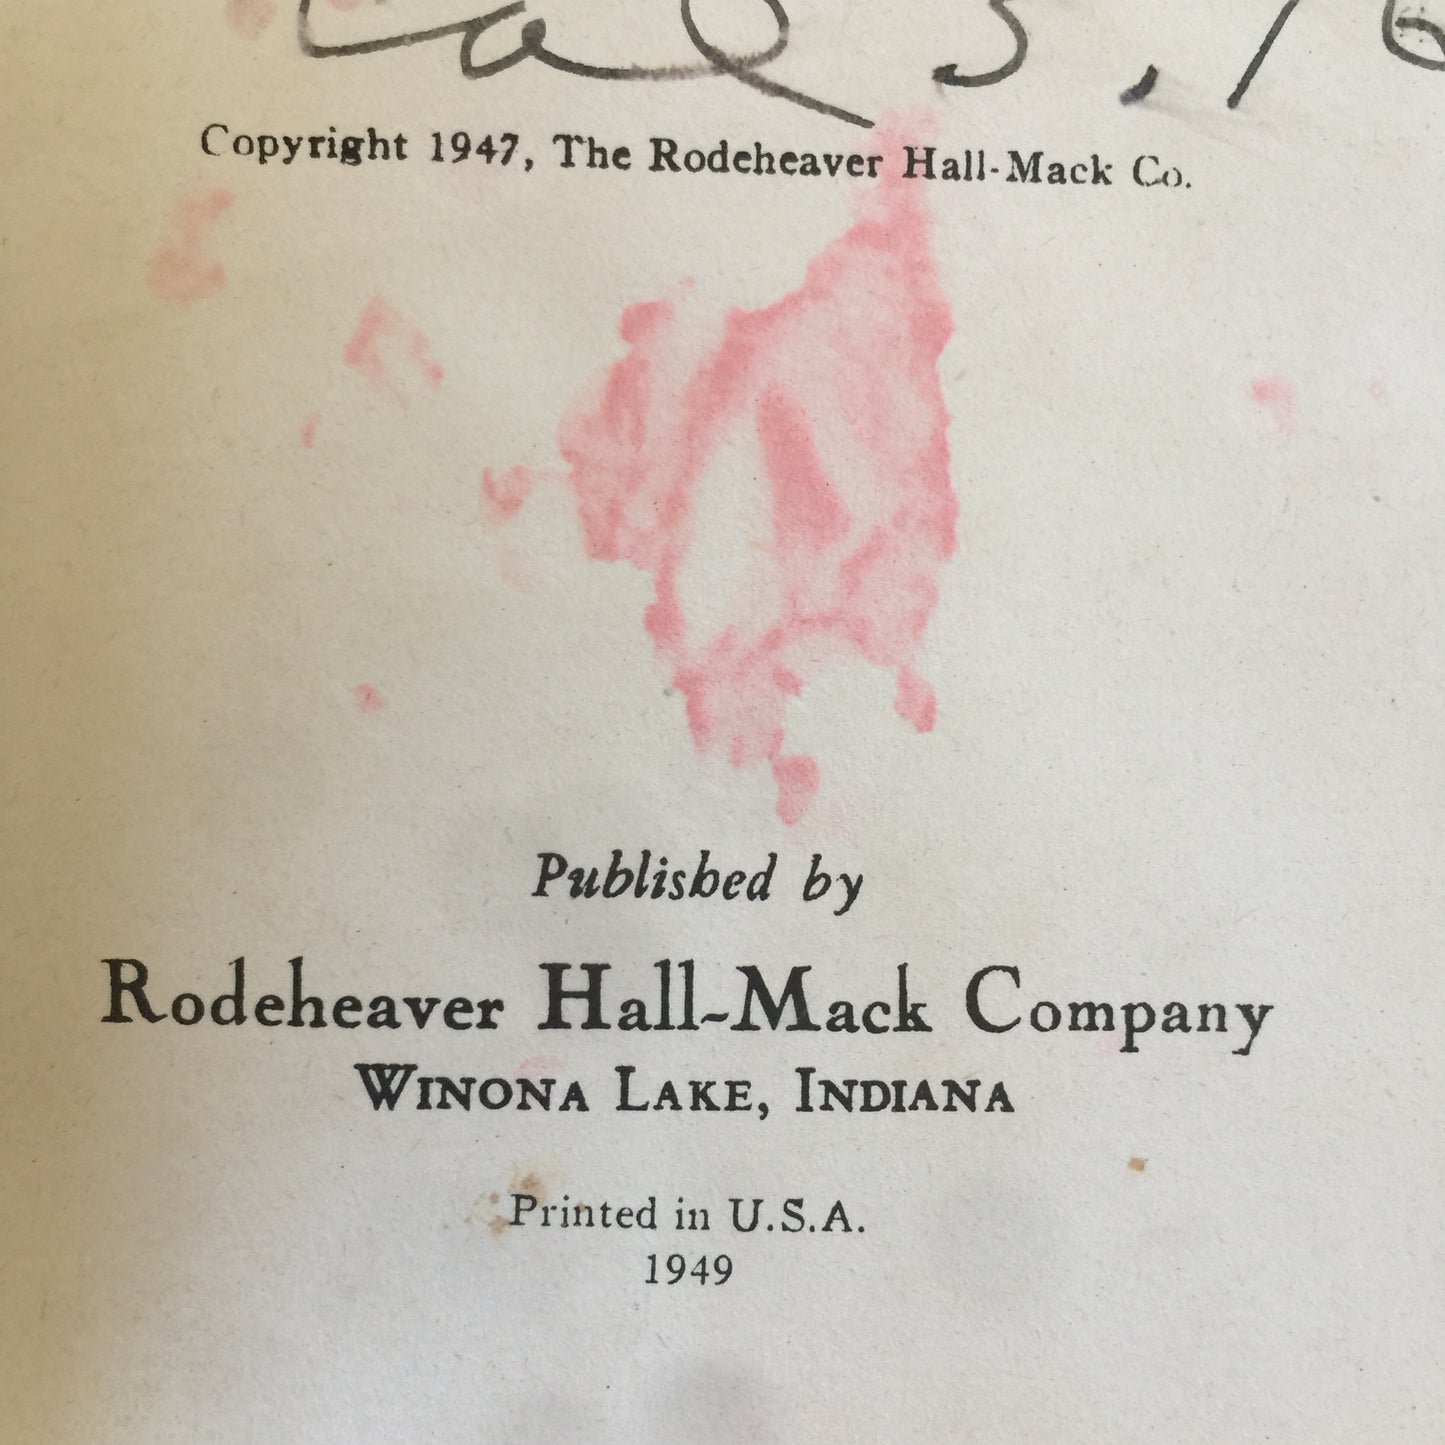 Copyright 1947, The Rodeheaver Hall-Mack Co.
Published by
Rodeheaver Hall-Mack Company
WINONA LAKE, INDIANA
Printed in U.S.A.
1949